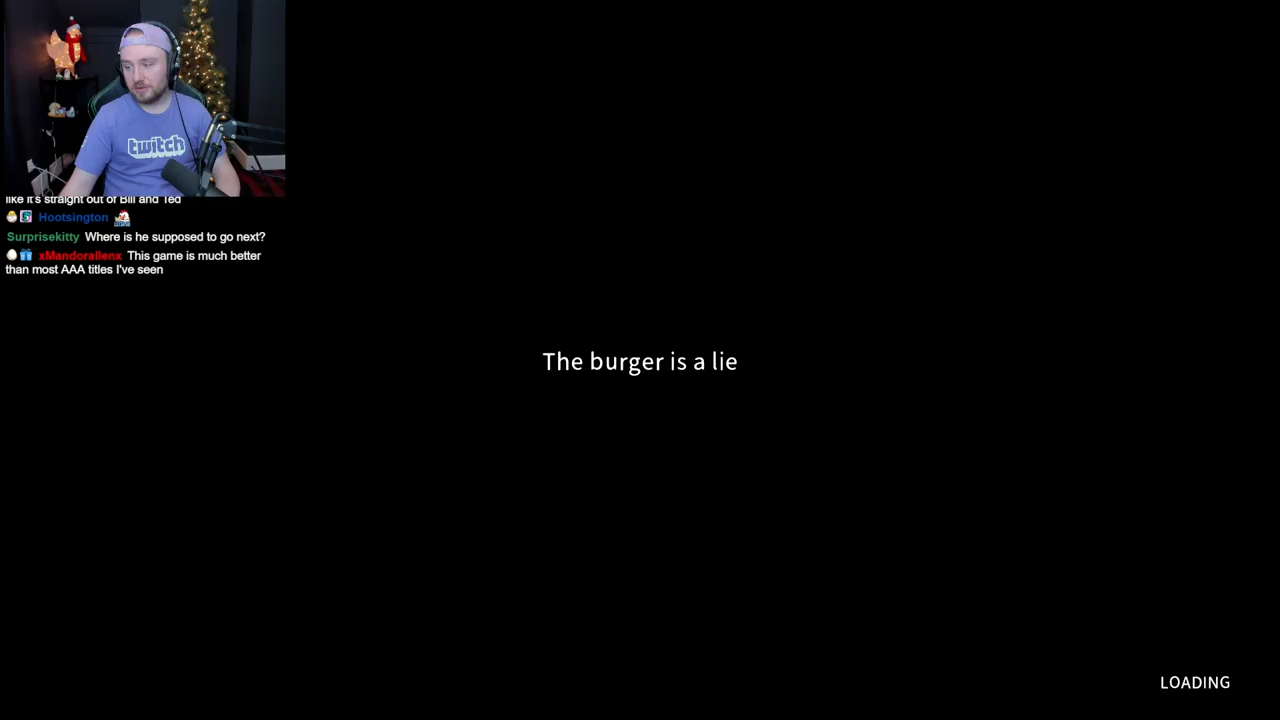 twitch
like it's straight out of Bill and Ted
Hootsington
Surprisekitty Where is he supposed to go next?
xMandorallenx This game is much better
than most AAA titles I've seen
The burger is a lie
LOADING